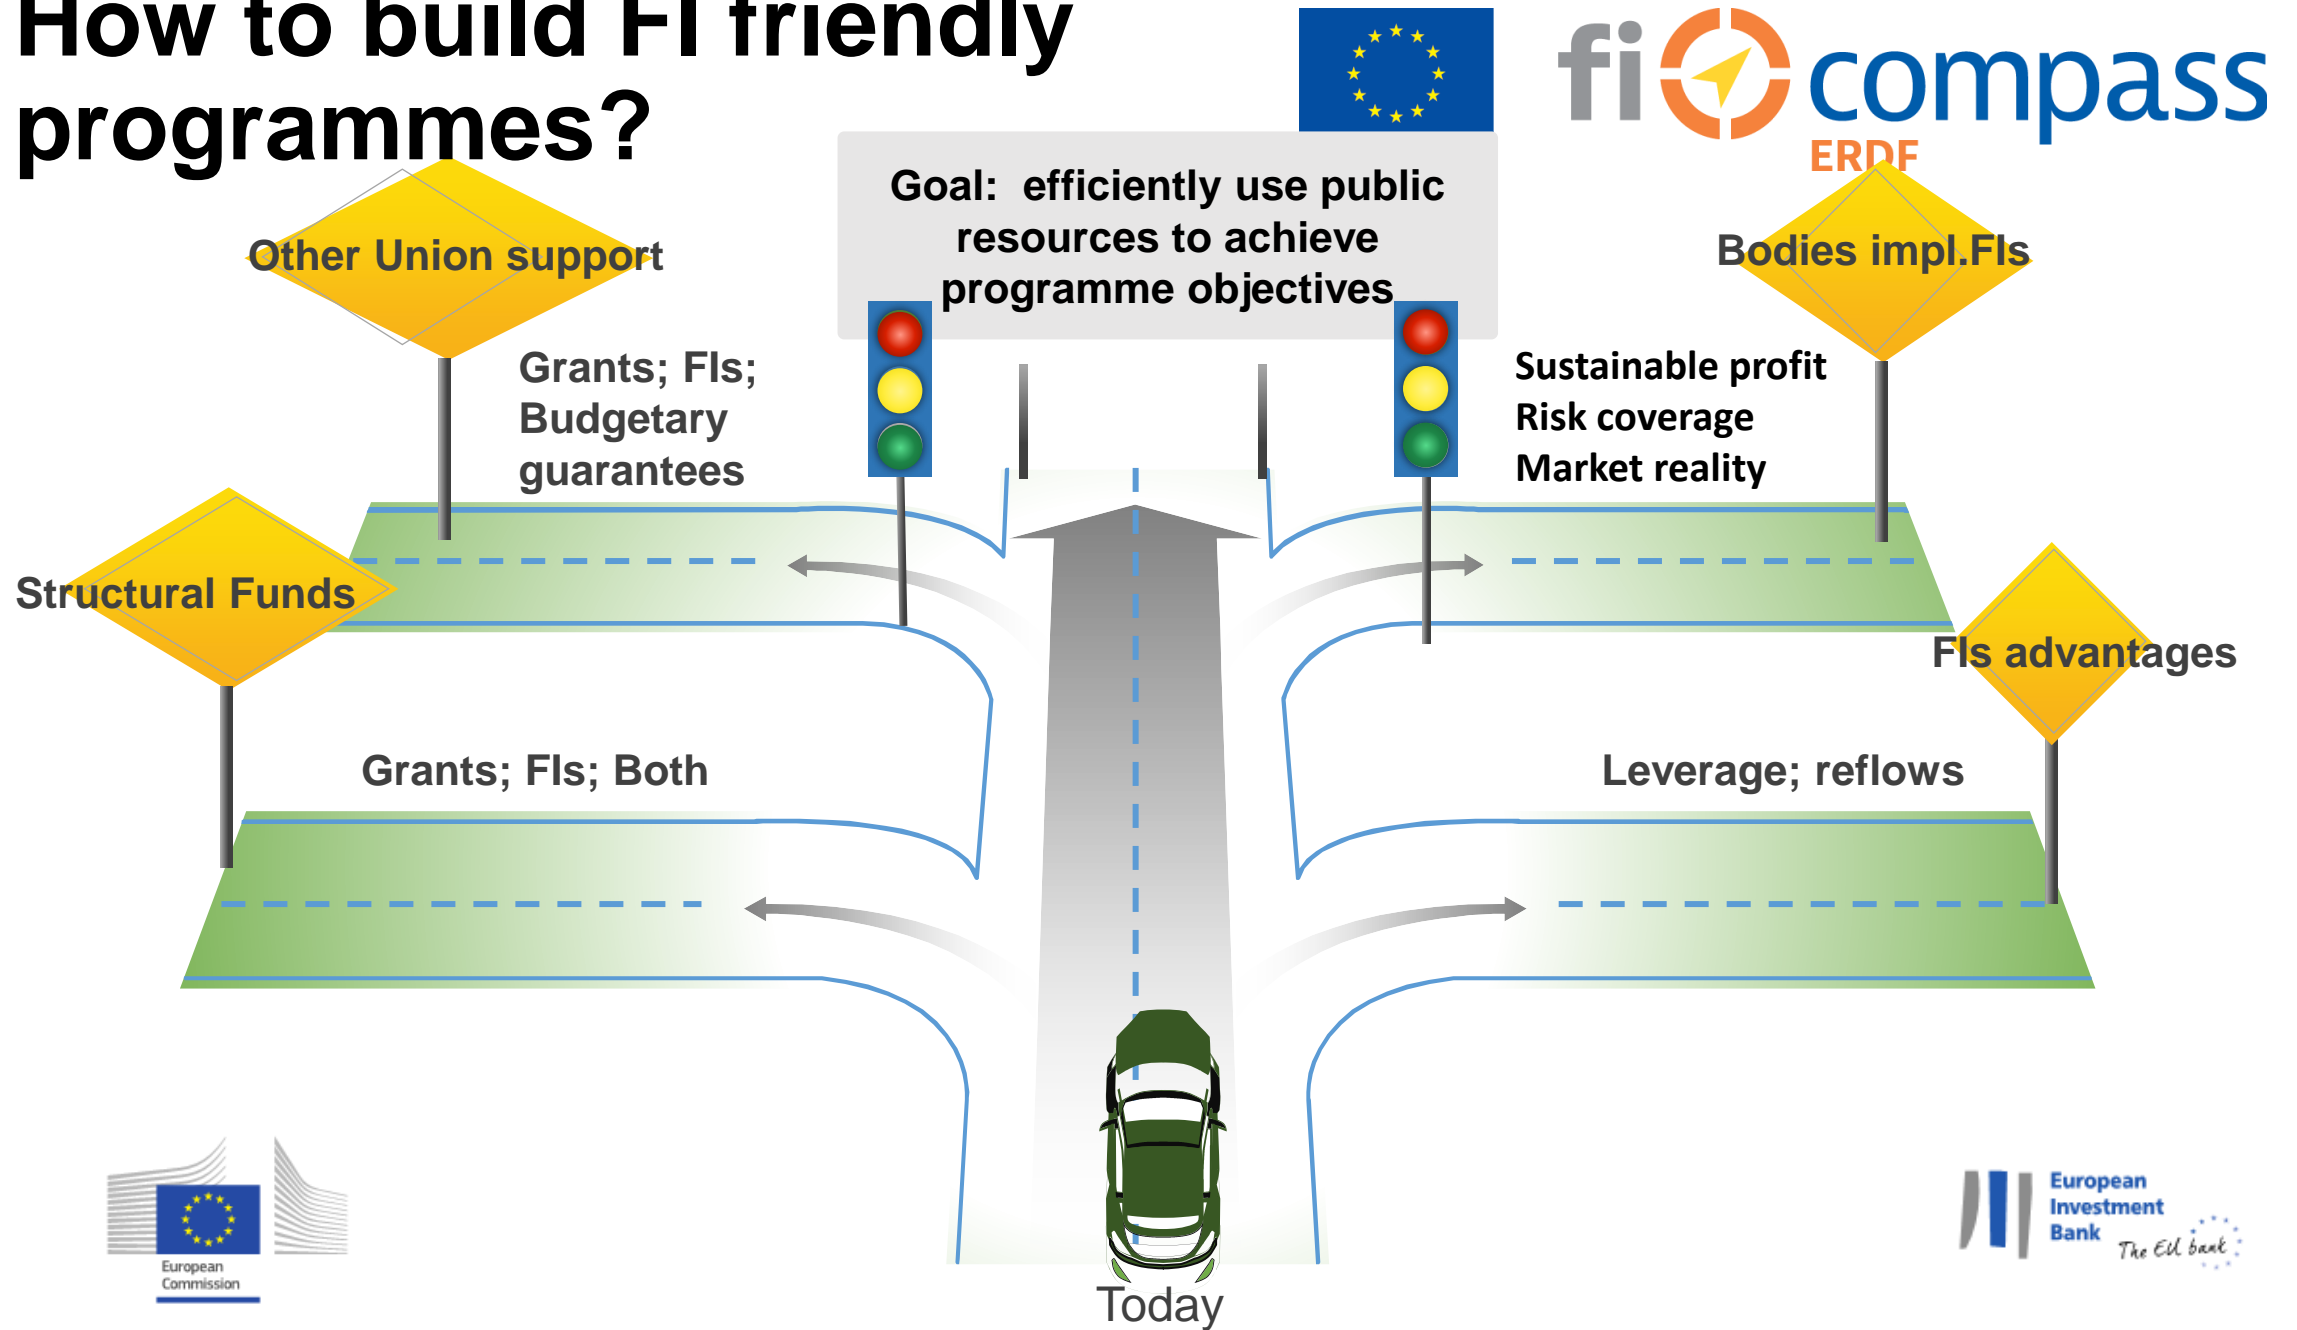 How to build FI friendly
programmes?
fi compass
ERDF
Goal:  efficiently use public
resources to achieve
programme objectives
Other Union support
Bodies impl.FIs
Grants; FIs;
Budgetary
guarantees
Sustainable profit
Risk coverage
Market reality
Structural Funds
FIs advantages
Grants; FIs; Both
Leverage; reflows
European
Commission
European
Investment
Bank
The EU bank
Today